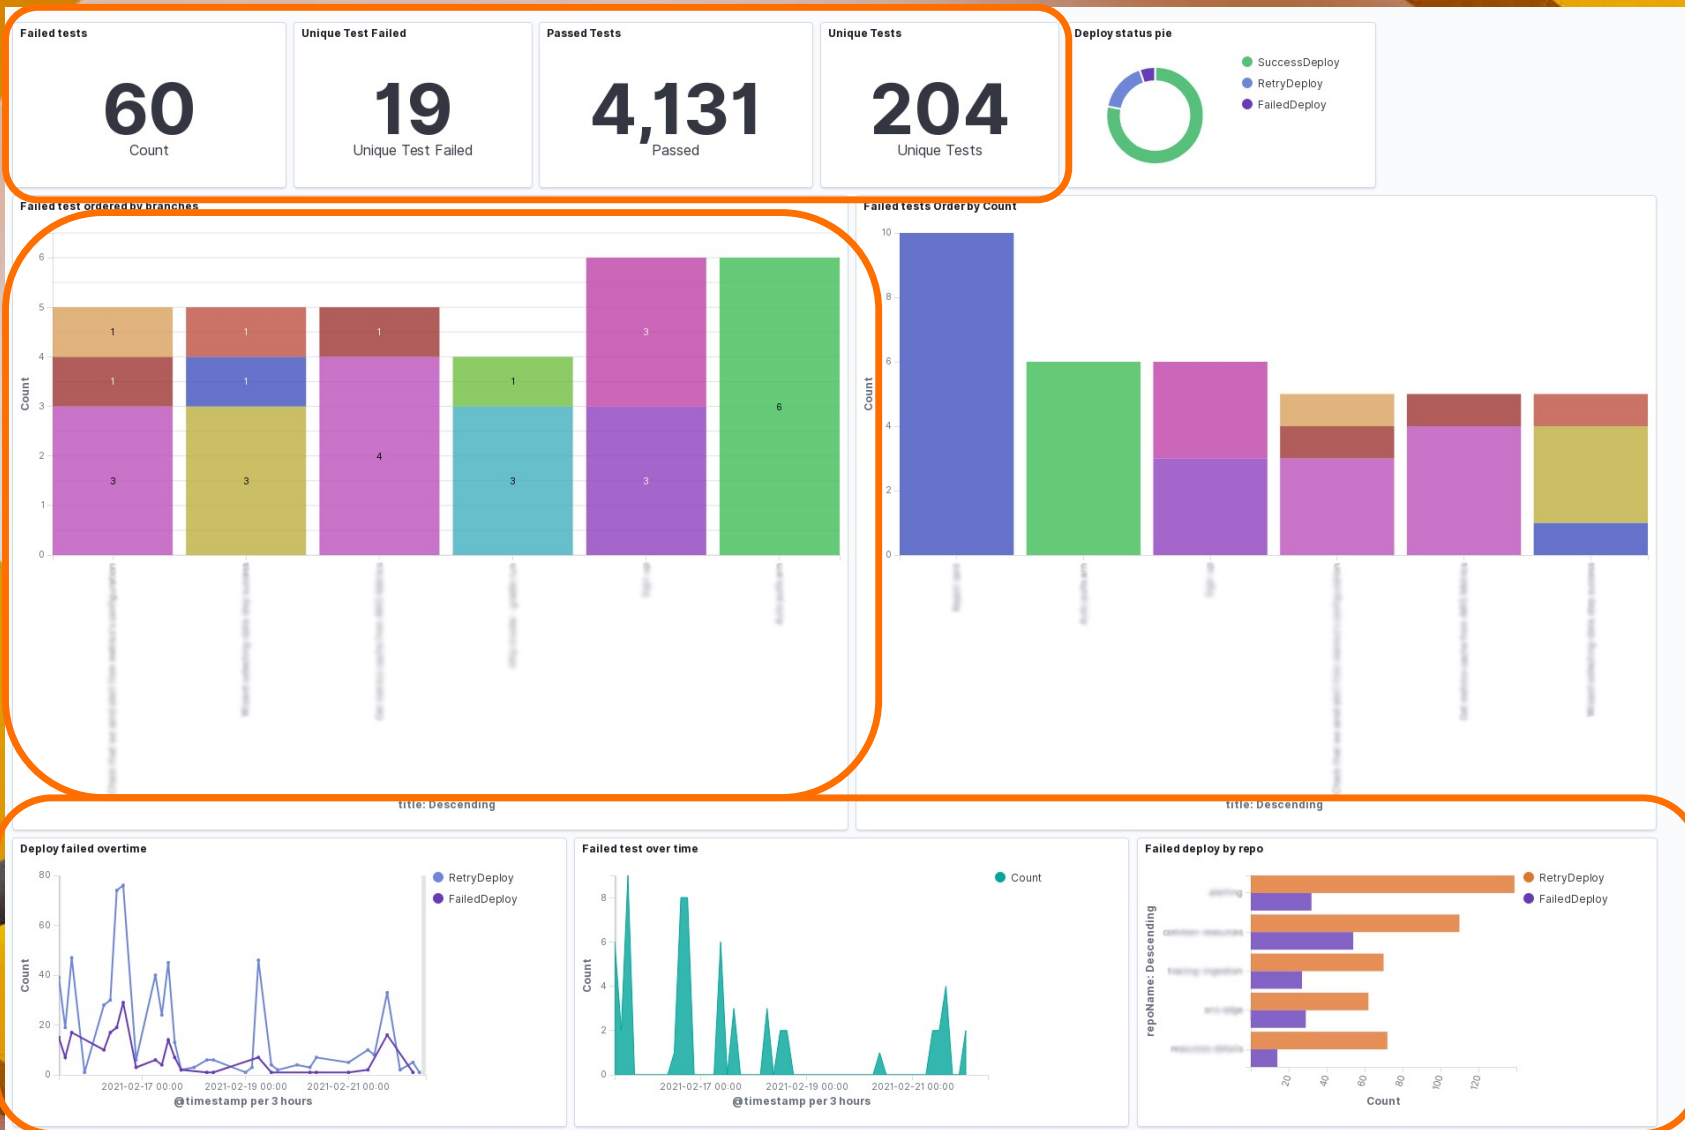 Failed tests
60
Count
Unique Test Failed
19
Unique Test Failed
Passed Tests
4,131
Passed
Unique Tests
204
Unique Tests
Deploy status pie
SuccessDeploy
RetryDeploy
FailedDeploy
Failed test ordered by branches
Count
6
5
4
3
2
1
0
1
1
3
1
1
3
1
4
1
3
3
3
6
Sign up
title: Descending
Failed tests Order by Count
Count
10
8
6
4
2
0
Sign up
title: Descending
Deploy failed overtime
Count
80
60
40
20
0
2021-02-17 00:00
2021-02-19 00:00
2021-02-21 00:00
@timestamp per 3 hours
RetryDeploy
FailedDeploy
Failed test over time
Count
8
6
4
2
0
2021-02-17 00:00
2021-02-19 00:00
2021-02-21 00:00
@timestamp per 3 hours
Count
Failed deploy by repo
repoName: Descending
20
40
60
80
100
120
Count
RetryDeploy
FailedDeploy